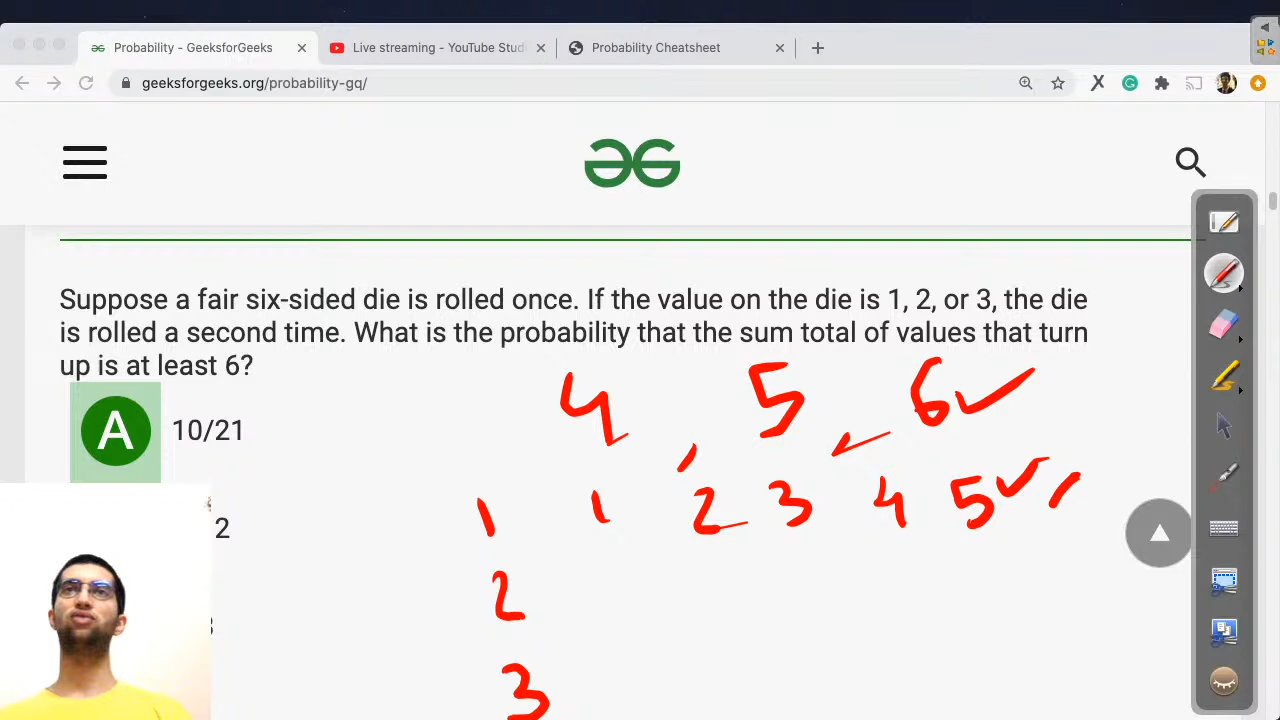 Probability - GeeksforGeeks
Live streaming - YouTube Stud
Probability Cheatsheet
geeksforgeeks.org/probability-gq/
Suppose a fair six-sided die is rolled once. If the value on the die is 1, 2, or 3, the die
is rolled a second time. What is the probability that the sum total of values that turn
up is at least 6?
4, 5 6
A 10/21
1 1 2 3 4 5
2
2
3